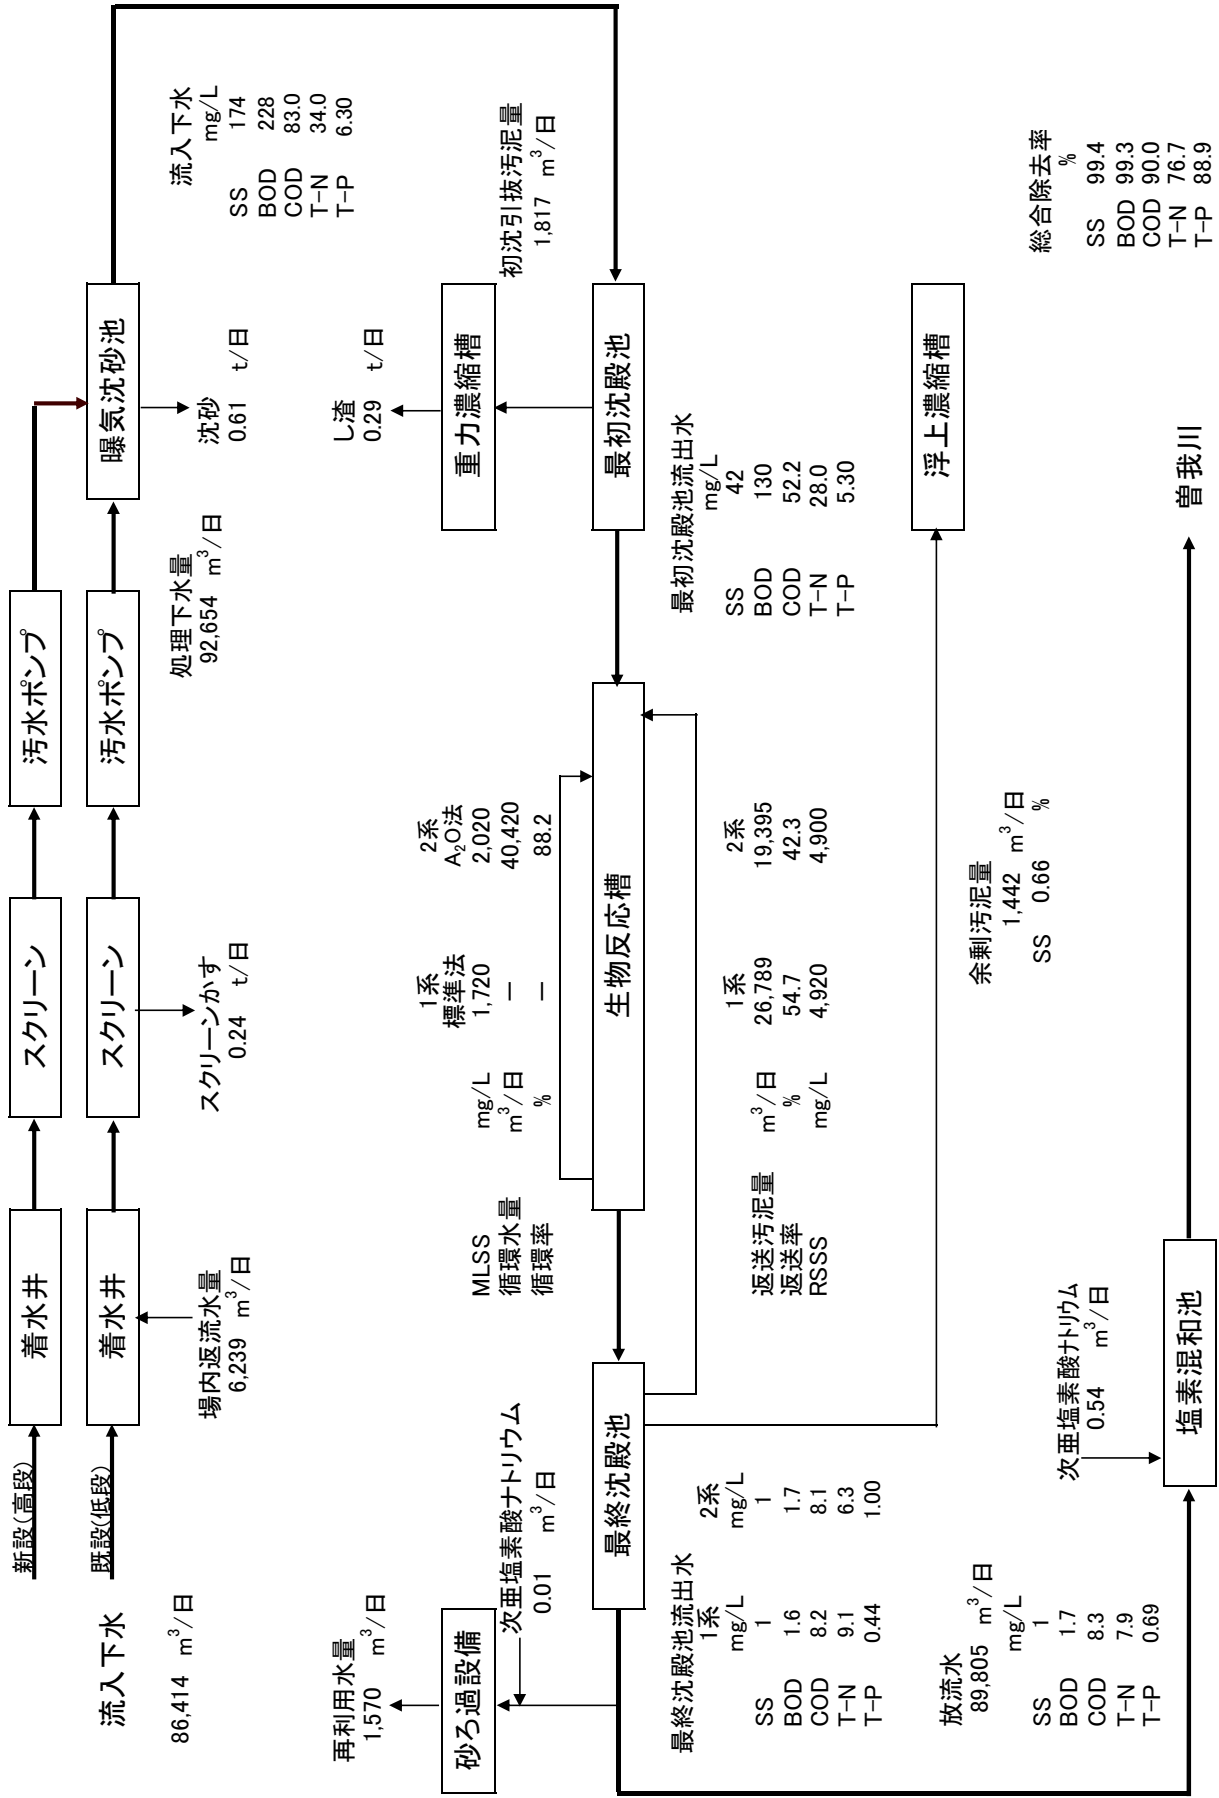 新設(高段)
着水井
スクリーン
汚水ポンプ
既設(低段)
着水井
スクリーン
汚水ポンプ
曝気沈砂池
流入下水
86,414 m³/日
場内返流水量
6,239 m³/日
スクリーンかす
0.24 t/日
処理下水量
92,654 m³/日
沈砂
0.61 t/日
流入下水
mg/L
SS 174
BOD 228
COD 83.0
T-N 34.0
T-P 6.30
再利用水量
1,570 m³/日
砂ろ過設備
次亜塩素酸ナトリウム
0.01 m³/日
1系 2系
標準法 A₂O法
MLSS mg/L 1,720 2,020
循環水量 m³/日 － 40,420
循環率 % － 88.2
し渣
0.29 t/日
重力濃縮槽
初沈引抜汚泥量
1,817 m³/日
最終沈殿池
生物反応槽
最初沈殿池
最終沈殿池流出水
1系 2系
mg/L mg/L
SS 1 1
BOD 1.6 1.7
COD 8.2 8.1
T-N 9.1 6.3
T-P 0.44 1.00
1系 2系
返送汚泥量 m³/日 26,789 19,395
返送率 % 54.7 42.3
RSSS mg/L 4,920 4,900
最初沈殿池流出水
mg/L
SS 42
BOD 130
COD 52.2
T-N 28.0
T-P 5.30
浮上濃縮槽
余剰汚泥量
1,442 m³/日
SS 0.66 %
放流水
89,805 m³/日
mg/L
SS 1
BOD 1.7
COD 8.3
T-N 7.9
T-P 0.69
次亜塩素酸ナトリウム
0.54 m³/日
塩素混和池
曽我川
総合除去率
%
SS 99.4
BOD 99.3
COD 90.0
T-N 76.7
T-P 88.9